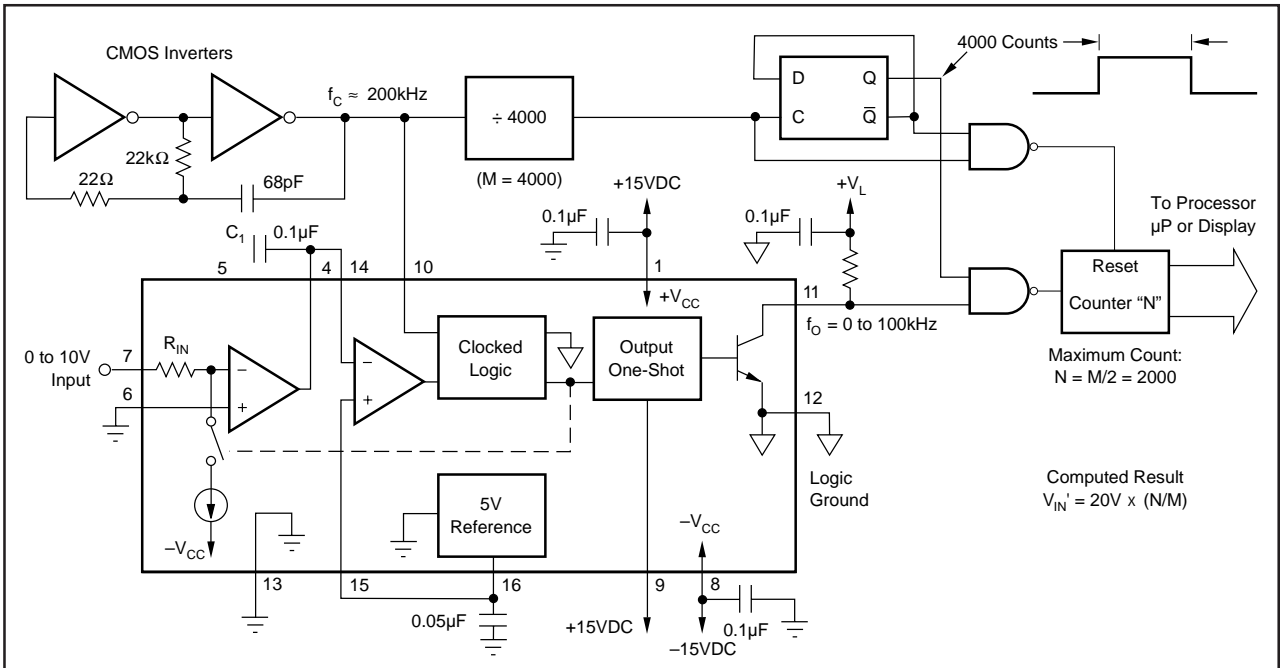 CMOS Inverters
f_C ≈ 200kHz
22kΩ
22Ω
68pF
÷ 4000
(M = 4000)
D
Q
C
Q̅
4000 Counts
+15VDC
0.1µF
+V_L
0.1µF
To Processor
µP or Display
C_1
0.1µF
5
4
14
10
1
+V_CC
11
f_O = 0 to 100kHz
Reset
Counter “N”
Maximum Count:
N = M/2 = 2000
0 to 10V
Input
7
R_IN
6
–
+
–
+
Clocked
Logic
Output
One-Shot
12
Logic
Ground
Computed Result
V_IN' = 20V x (N/M)
5V
Reference
–V_CC
–V_CC
13
15
16
9
8
0.05µF
+15VDC
–15VDC
0.1µF